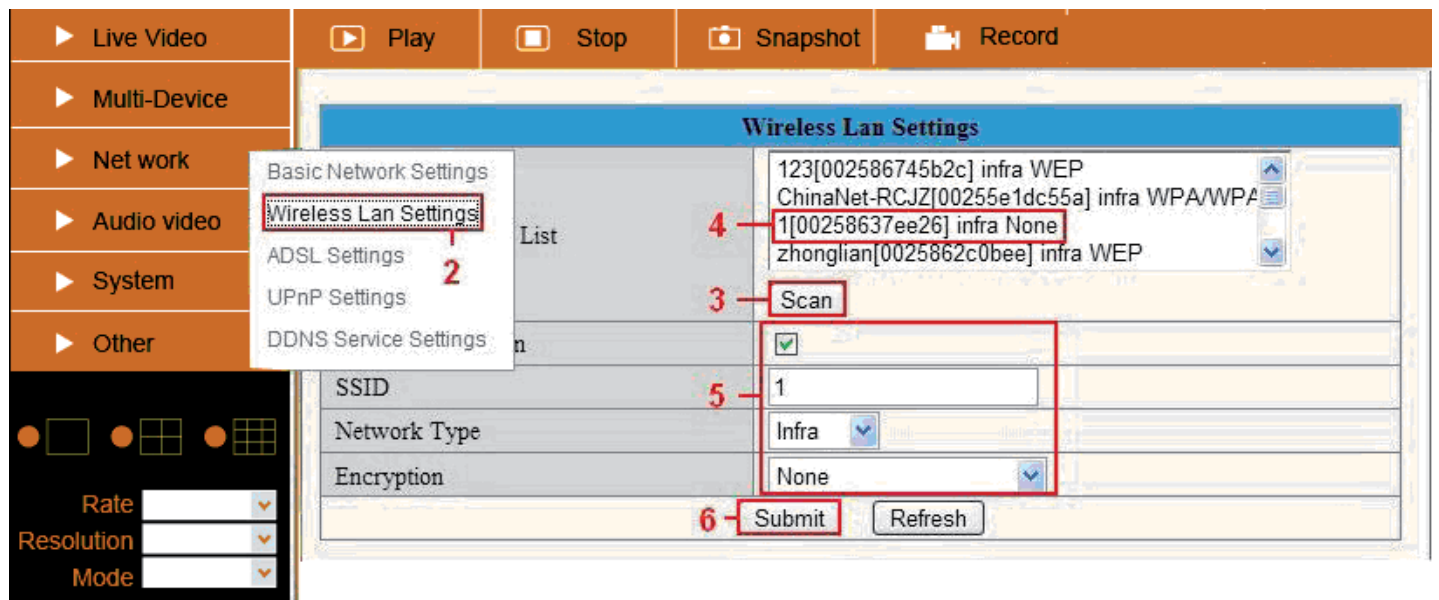 Live Video
Play
Stop
Snapshot
Record
Multi-Device
Net work
Audio video
System
Other
Basic Network Settings
Wireless Lan Settings
2
ADSL Settings
UPnP Settings
DDNS Service Settings
Wireless Lan Settings
List
123[002586745b2c] infra WEP
ChinaNet-RCJZ[00255e1dc55a] infra WPA/WPA
4
1[00258637ee26] infra None
zhonglian[0025862c0bee] infra WEP
3
Scan
n
SSID
5
1
Network Type
Infra
Encryption
None
6
Submit
Refresh
Rate
Resolution
Mode